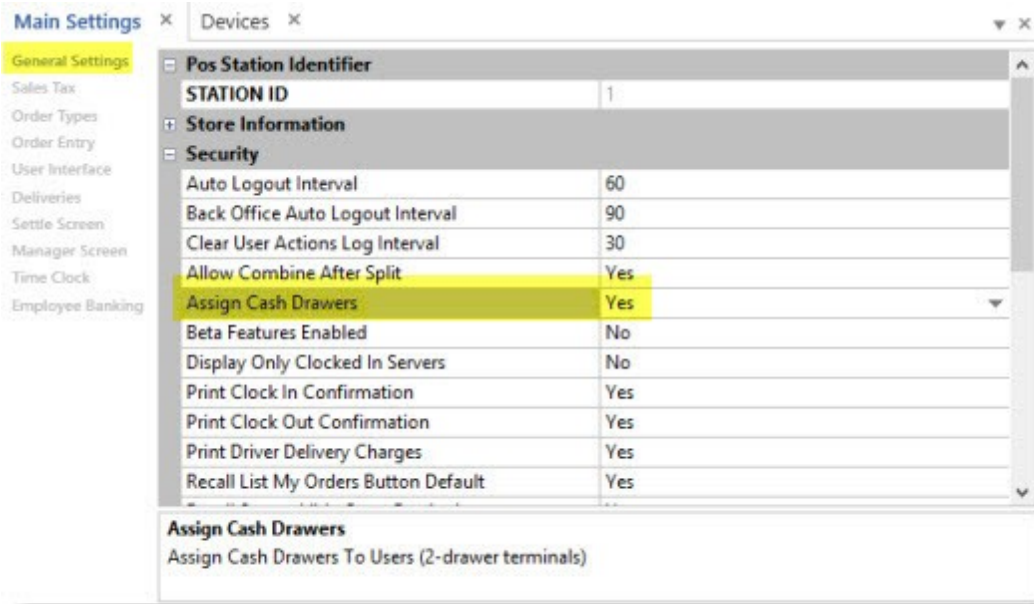 Main Settings × Devices ×
General Settings
Sales Tax
Order Types
Order Entry
User Interface
Deliveries
Settle Screen
Manager Screen
Time Clock
Employee Banking
Pos Station Identifier
STATION ID 1
Store Information
Security
Auto Logout Interval 60
Back Office Auto Logout Interval 90
Clear User Actions Log Interval 30
Allow Combine After Split Yes
Assign Cash Drawers Yes
Beta Features Enabled No
Display Only Clocked In Servers No
Print Clock In Confirmation Yes
Print Clock Out Confirmation Yes
Print Driver Delivery Charges Yes
Recall List My Orders Button Default Yes
Assign Cash Drawers
Assign Cash Drawers To Users (2-drawer terminals)